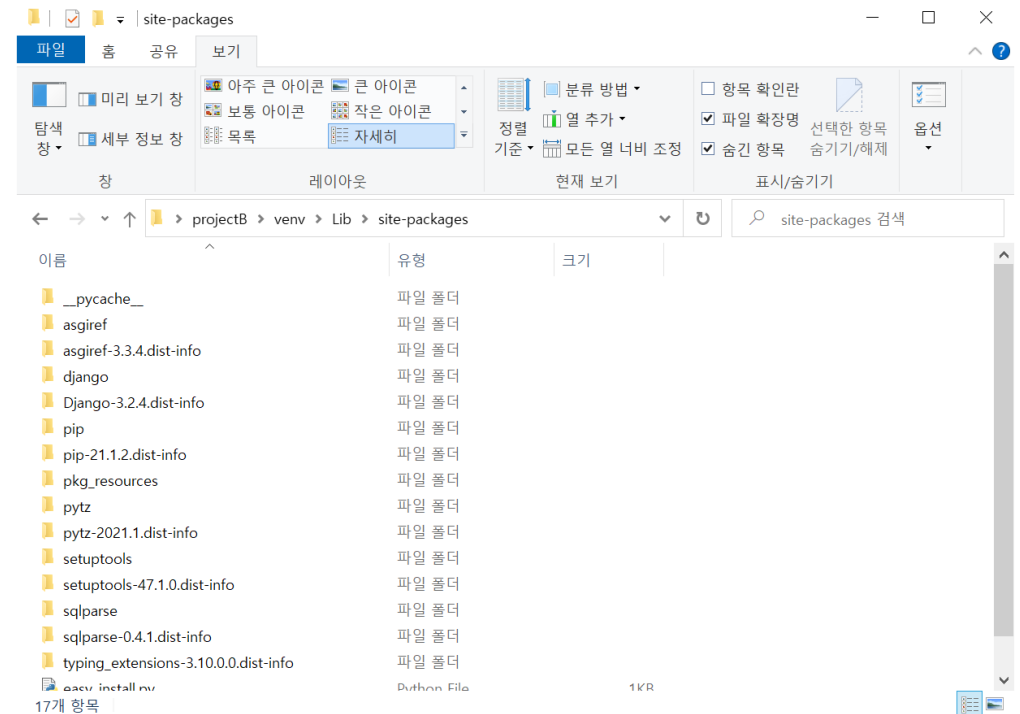 site-packages
파일 홈 공유 보기
탐색 창
미리 보기 창
세부 정보 창
창
아주 큰 아이콘 큰 아이콘
보통 아이콘 작은 아이콘
목록 자세히
레이아웃
정렬 기준
분류 방법
열 추가
모든 열 너비 조정
현재 보기
항목 확인란
파일 확장명
숨긴 항목
선택한 항목
숨기기/해제
표시/숨기기
옵션
projectB venv Lib site-packages
site-packages 검색
이름 유형 크기
__pycache__ 파일 폴더
asgiref 파일 폴더
asgiref-3.3.4.dist-info 파일 폴더
django 파일 폴더
Django-3.2.4.dist-info 파일 폴더
pip 파일 폴더
pip-21.1.2.dist-info 파일 폴더
pkg_resources 파일 폴더
pytz 파일 폴더
pytz-2021.1.dist-info 파일 폴더
setuptools 파일 폴더
setuptools-47.1.0.dist-info 파일 폴더
sqlparse 파일 폴더
sqlparse-0.4.1.dist-info 파일 폴더
typing_extensions-3.10.0.0.dist-info 파일 폴더
easy_install.py Python File 1KB
17개 항목